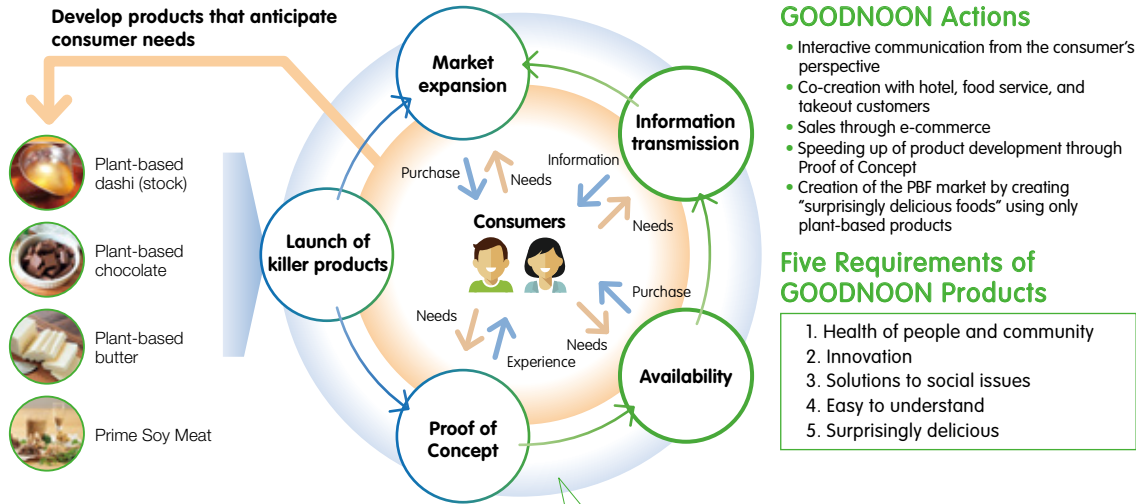 Develop products that anticipate
consumer needs
Plant-based
dashi (stock)
Plant-based
chocolate
Plant-based
butter
Prime Soy Meat
Launch of
killer products
Market
expansion
Information
transmission
Availability
Proof of
Concept
Purchase
Needs
Information
Needs
Consumers
Needs
Experience
Needs
Purchase
GOODNOON Actions
• Interactive communication from the consumer's
perspective
• Co-creation with hotel, food service, and
takeout customers
• Sales through e-commerce
• Speeding up of product development through
Proof of Concept
• Creation of the PBF market by creating
"surprisingly delicious foods" using only
plant-based products
Five Requirements of
GOODNOON Products
1. Health of people and community
2. Innovation
3. Solutions to social issues
4. Easy to understand
5. Surprisingly delicious